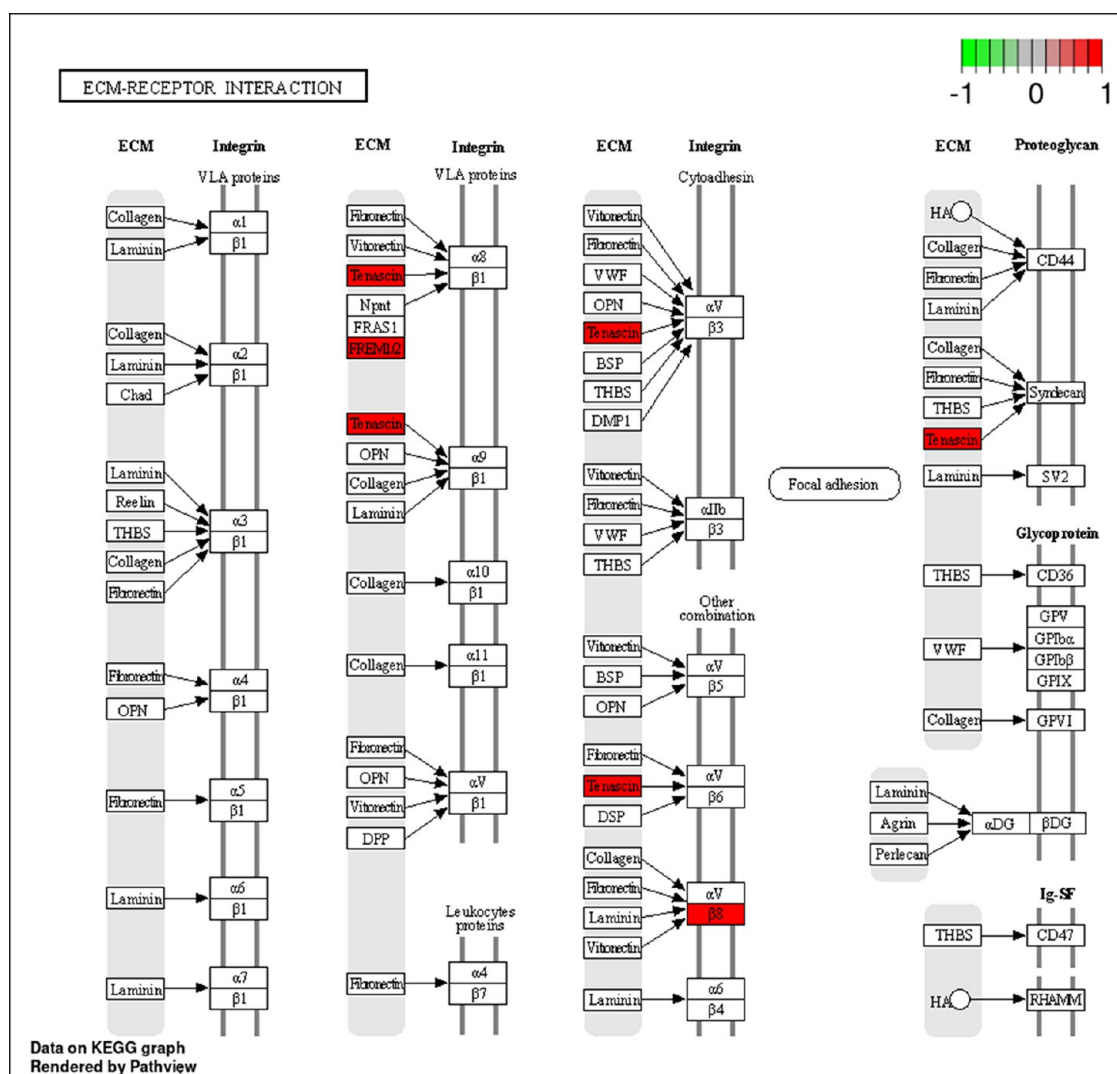 ECM-RECEPTOR INTERACTION
-1 0 1
ECM Integrin
VLA proteins
Collagen
Laminin
α1
β1
Collagen
Laminin
Chad
α2
β1
Laminin
Reelin
THBS
Collagen
Fibronectin
α3
β1
Fibronectin
OPN
α4
β1
Fibronectin
α5
β1
Laminin
α6
β1
Laminin
α7
β1
ECM Integrin
VLA proteins
Fibronectin
Vitronectin
Tenascin
Npnt
FRAS1
FREM1/2
α8
β1
Tenascin
OPN
Collagen
Laminin
α9
β1
Collagen
α10
β1
Collagen
α11
β1
Fibronectin
OPN
Vitronectin
DPP
αV
β1
Leukocytes
proteins
Fibronectin
α4
β7
ECM Integrin
Cytoadhesin
Vitronectin
Fibronectin
VWF
OPN
Tenascin
BSP
THBS
DMP1
αV
β3
Vitronectin
Fibronectin
VWF
THBS
αIIb
β3
Other
combination
Vitronectin
BSP
OPN
αV
β5
Fibronectin
Tenascin
DSP
αV
β6
Collagen
Fibronectin
Laminin
Vitronectin
αV
β8
Laminin
α6
β4
Focal adhesion
ECM Proteoglycan
HA
Collagen
Fibronectin
Laminin
CD44
Collagen
Fibronectin
THBS
Tenascin
Syndecan
Laminin
SV2
Glycoprotein
THBS
CD36
VWF
GPV
GPIbα
GPIbβ
GPIX
Collagen
GPVI
Laminin
Agrin
Perlecan
αDG βDG
Ig-SF
THBS
CD47
HA
RHAMM
Data on KEGG graph
Rendered by Pathview